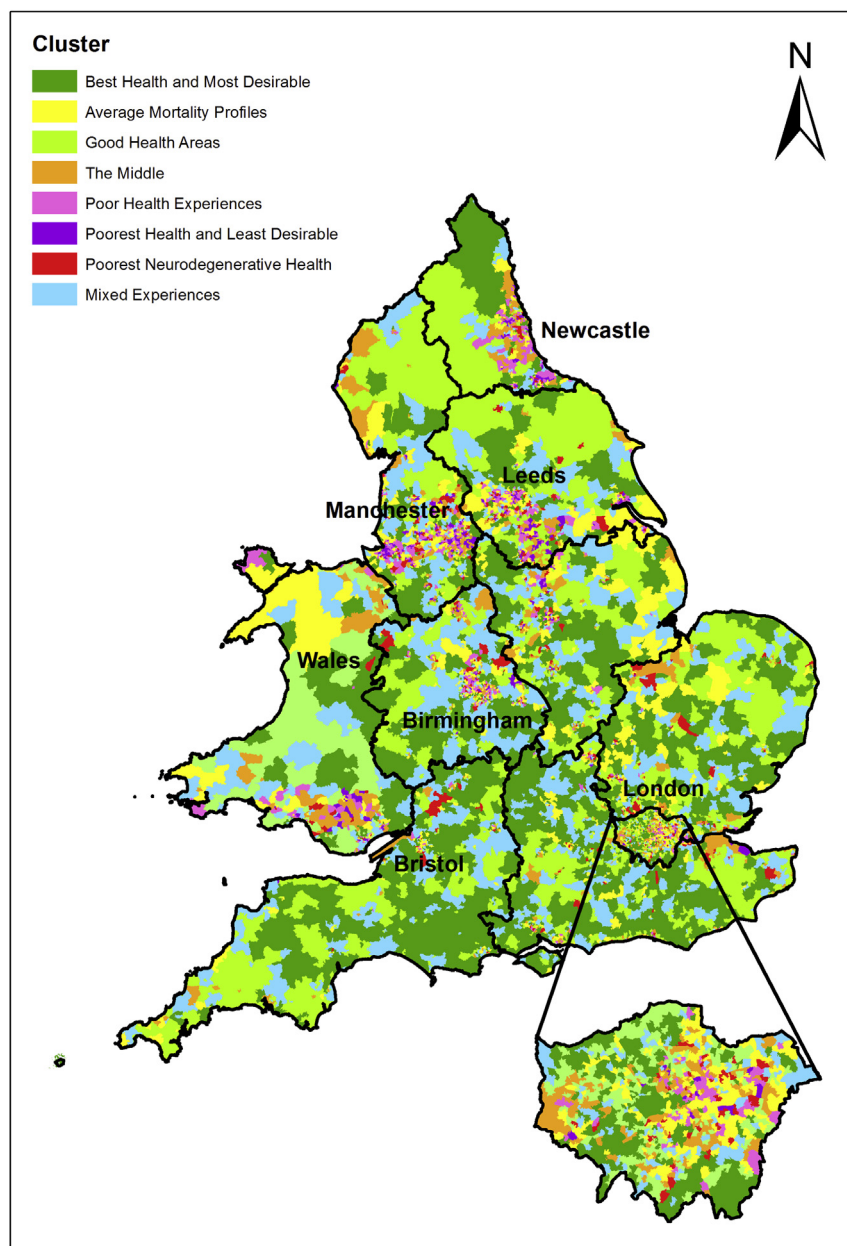 Cluster
Best Health and Most Desirable
Average Mortality Profiles
Good Health Areas
The Middle
Poor Health Experiences
Poorest Health and Least Desirable
Poorest Neurodegenerative Health
Mixed Experiences
N
Newcastle
Leeds
Manchester
Wales
Birmingham
London
Bristol